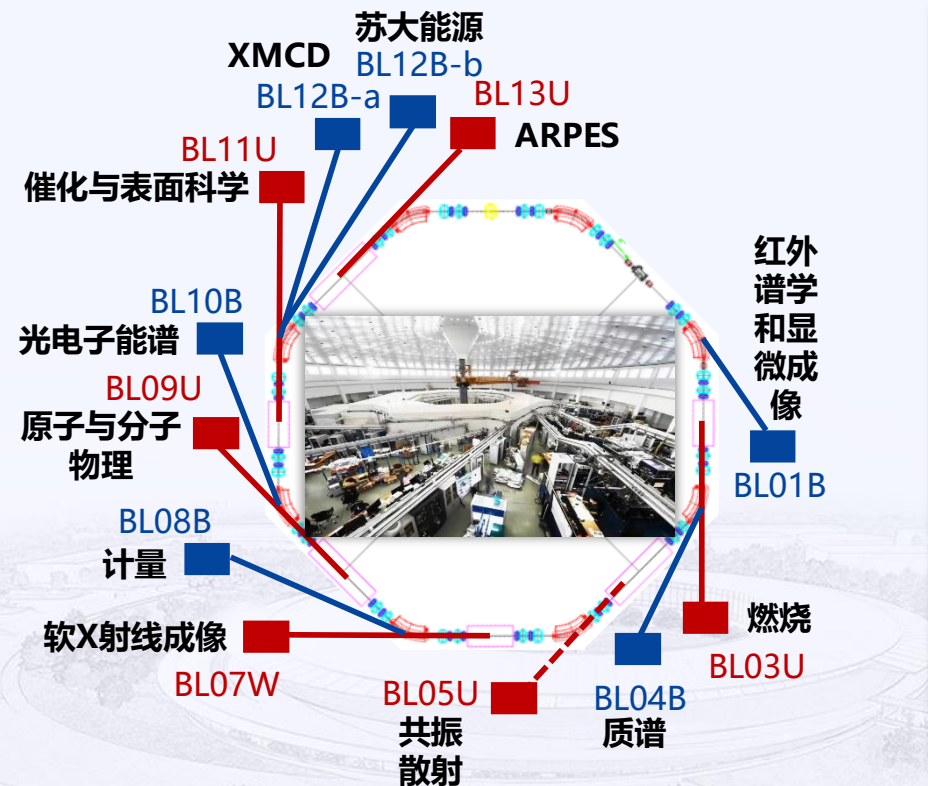 苏大能源
XMCD
BL12B-b
BL12B-a
BL13U
ARPES
BL11U
催化与表面科学
红外
谱学
和显
微成
像
BL01B
BL10B
光电子能谱
BL09U
原子与分子
物理
BL08B
计量
软X射线成像
BL07W
BL05U
共振
散射
BL04B
质谱
燃烧
BL03U